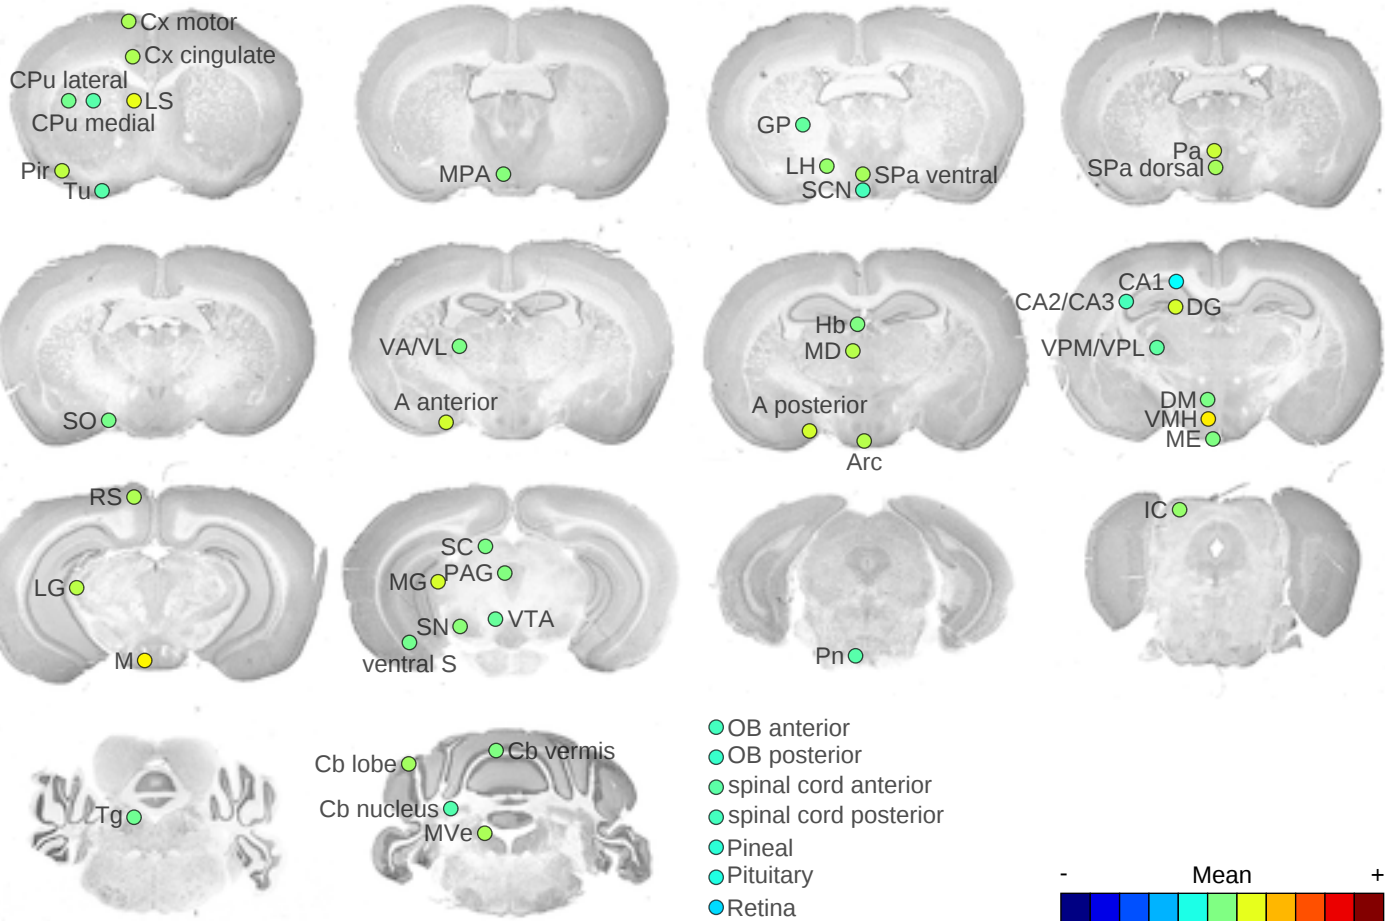 Cx motor
Cx cingulate
CPu lateral
LS
CPu medial
Pir
Tu
MPA
GP
LH
SPa ventral
SCN
Pa
SPa dorsal
SO
VA/VL
A anterior
Hb
MD
A posterior
Arc
CA1
CA2/CA3
DG
VPM/VPL
DM
VMH
ME
RS
LG
M
SC
MG
PAG
SN
VTA
ventral S
Pn
IC
Tg
Cb lobe
Cb vermis
Cb nucleus
MVe
OB anterior
OB posterior
spinal cord anterior
spinal cord posterior
Pineal
Pituitary
Retina
- Mean +